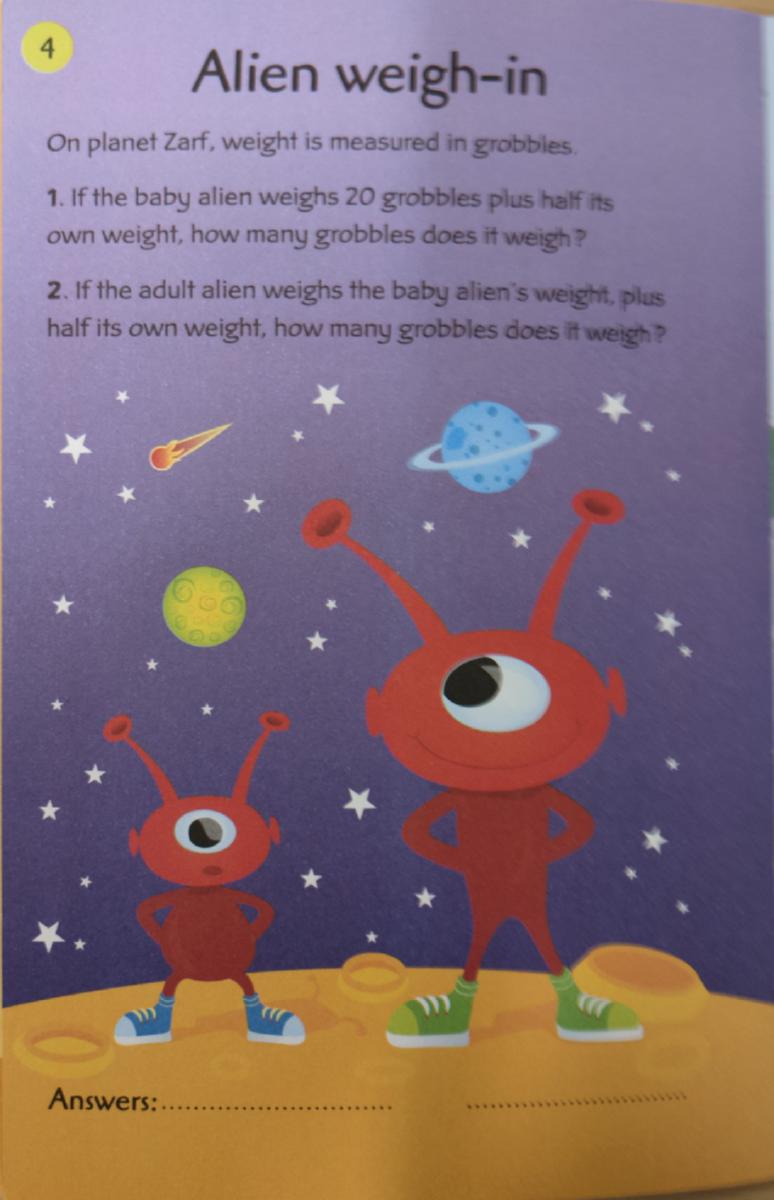 4
Alien weigh-in
On planet Zarf, weight is measured in grobbles.
1. If the baby alien weighs 20 grobbles plus half its
own weight, how many grobbles does it weigh?
2. If the adult alien weighs the baby alien's weight, plus
half its own weight, how many grobbles does it weigh?
Answers:.............................      ............................